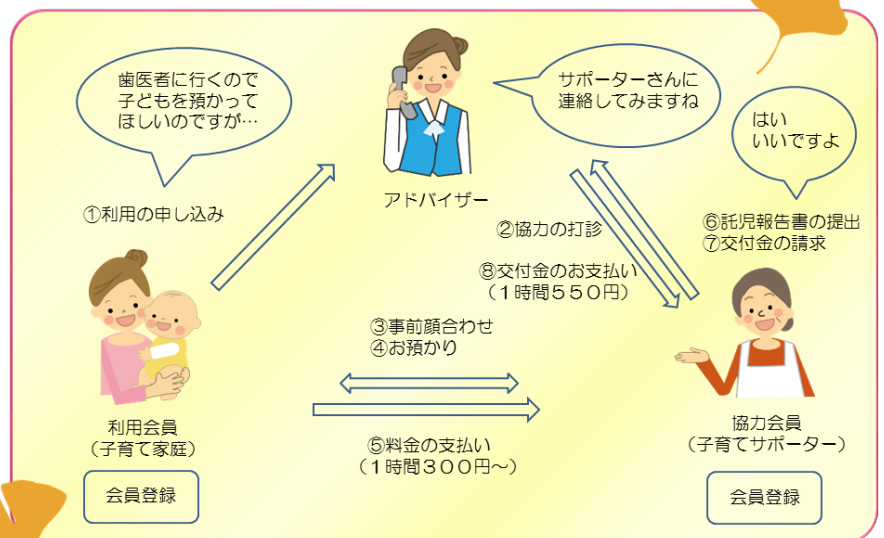 歯医者に行くので
子どもを預かって
ほしいのですが…
サポーターさんに
連絡してみますね
はい
いいですよ
アドバイザー
①利用の申し込み
②協力の打診
⑥託児報告書の提出
⑦交付金の請求
⑧交付金のお支払い
（１時間５５０円）
③事前顔合わせ
④お預かり
利用会員
（子育て家庭）
⑤料金の支払い
（１時間３００円～）
協力会員
（子育てサポーター）
会員登録
会員登録